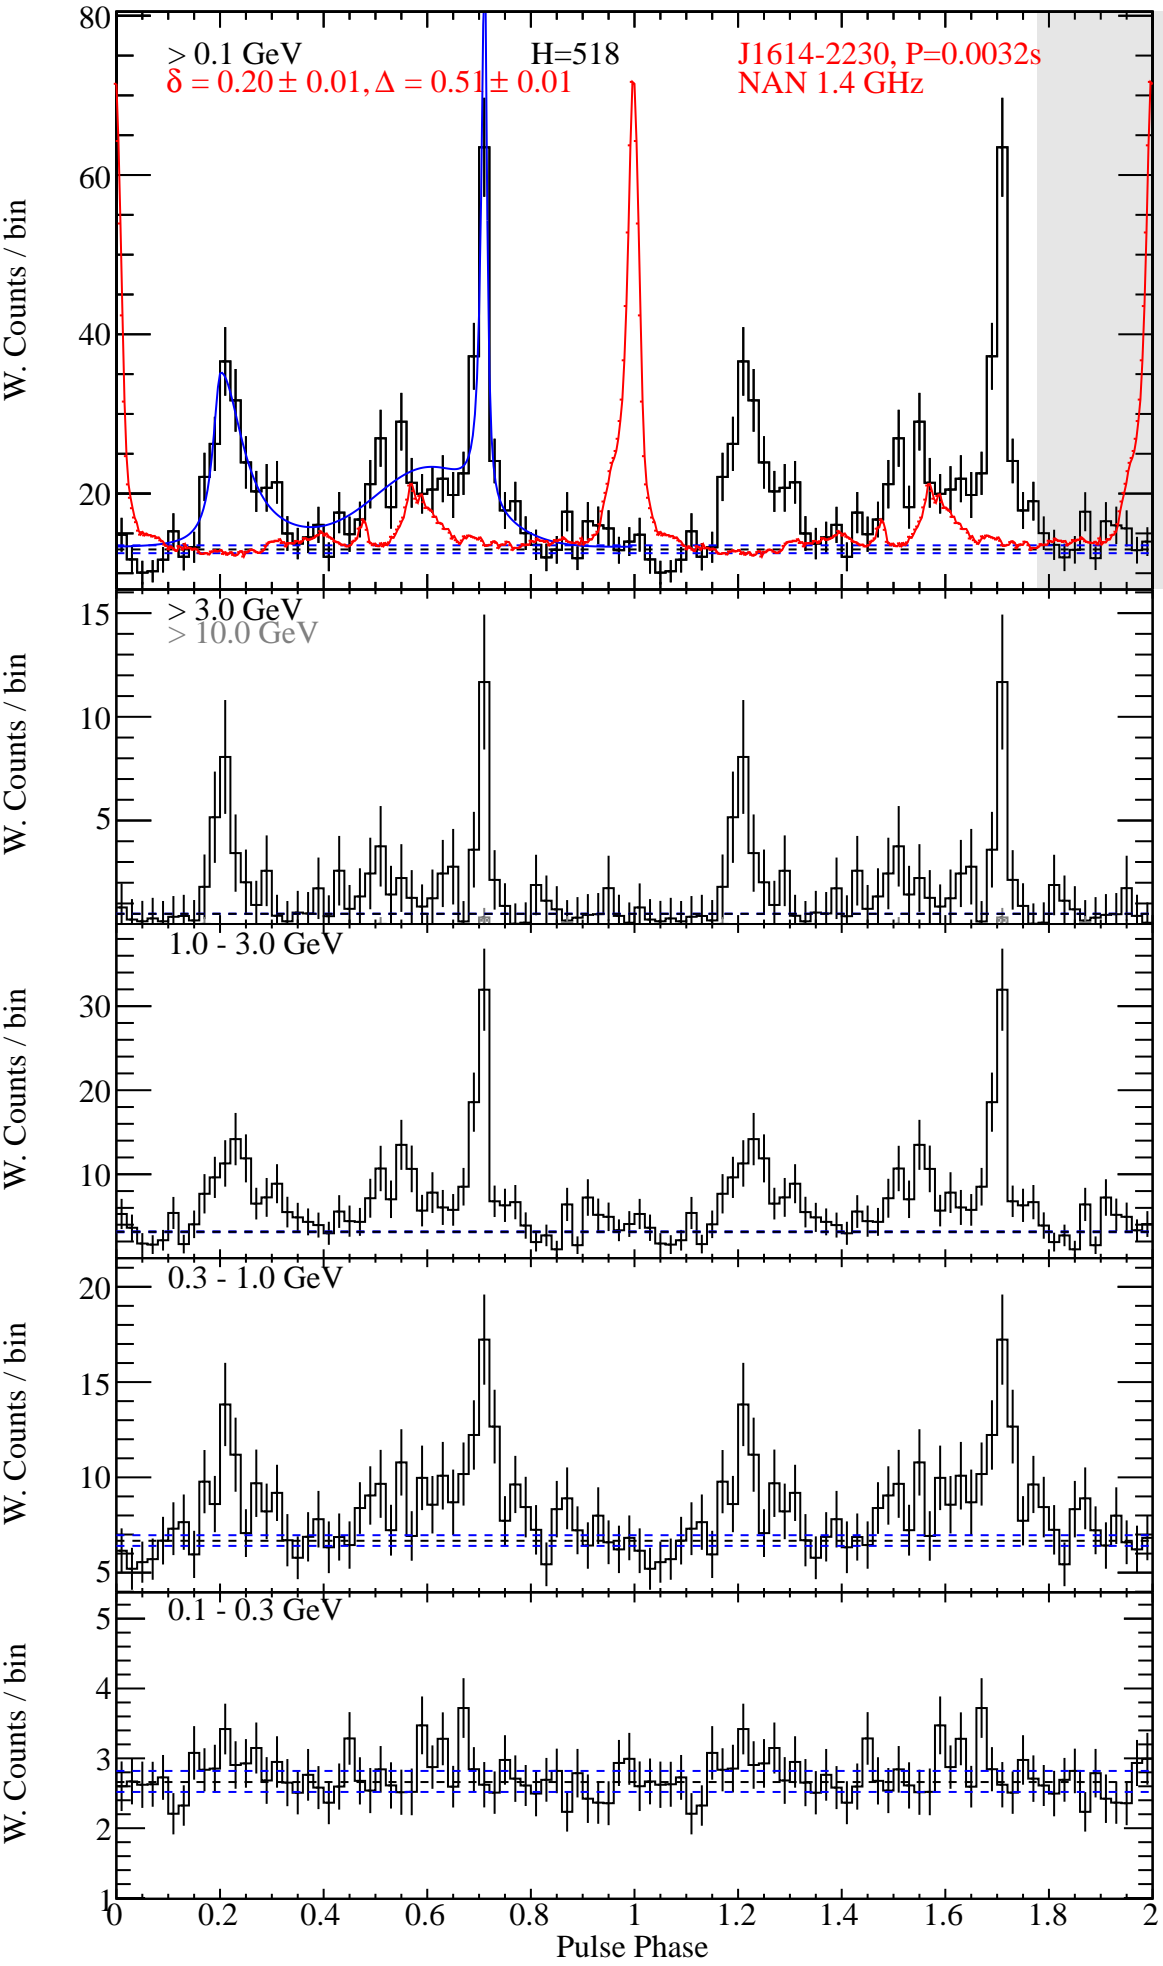 > 0.1 GeV
H=518
J1614-2230, P=0.0032s
δ = 0.20 ± 0.01, Δ = 0.51 ± 0.01
NAN 1.4 GHz
80
60
40
20
W. Counts / bin
> 3.0 GeV
> 10.0 GeV
15
10
5
W. Counts / bin
1.0 - 3.0 GeV
30
20
10
W. Counts / bin
0.3 - 1.0 GeV
20
15
10
5
W. Counts / bin
0.1 - 0.3 GeV
5
4
3
2
1
W. Counts / bin
0 0.2 0.4 0.6 0.8 1 1.2 1.4 1.6 1.8 2
Pulse Phase